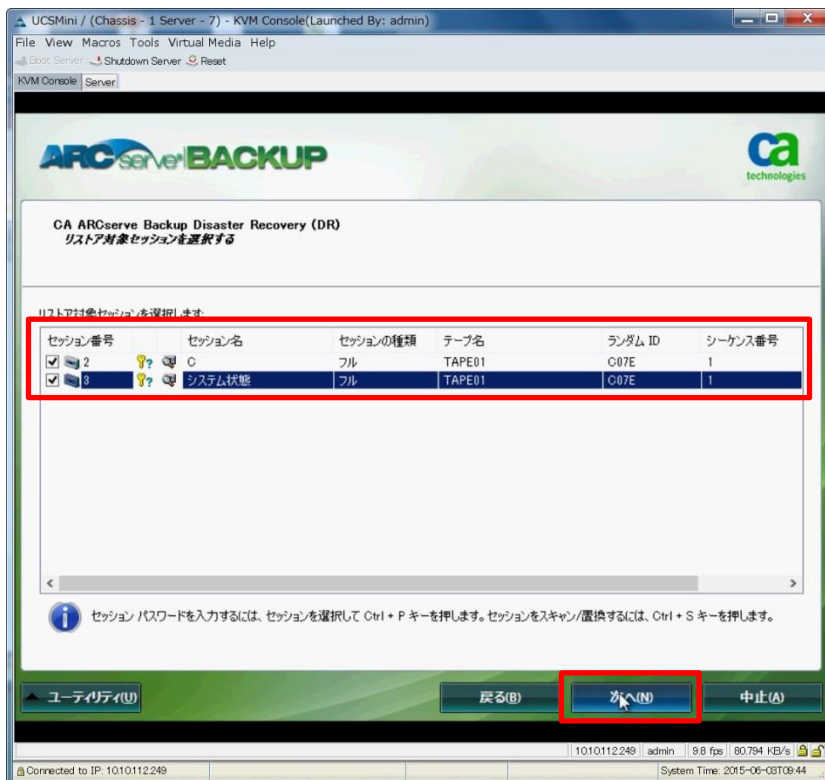 UCSMini / (Chassis - 1 Server - 7) - KVM Console(Launched By: admin)
File View Macros Tools Virtual Media Help
Boot Server Shutdown Server Reset
KVM Console Server
ARCserve BACKUP
ca
technologies
CA ARCserve Backup Disaster Recovery (DR)
リストア対象セッションを選択する
リストア対象セッションを選択します:
セッション番号 セッション名 セッションの種類 テープ名 ランダム ID シーケンス番号
2 C フル TAPE01 C07E 1
3 システム状態 フル TAPE01 C07E 1
セッション パスワードを入力するには、セッションを選択して Ctrl + P キーを押します。セッションをスキャン/置換するには、Ctrl + S キーを押します。
ユーティリティ(U) 戻る(B) 次へ(N) 中止(A)
10.10.112.249 admin 9.8 fps 80.794 KB/s
Connected to IP: 10.10.112.249 System Time: 2015-06-03T09:44